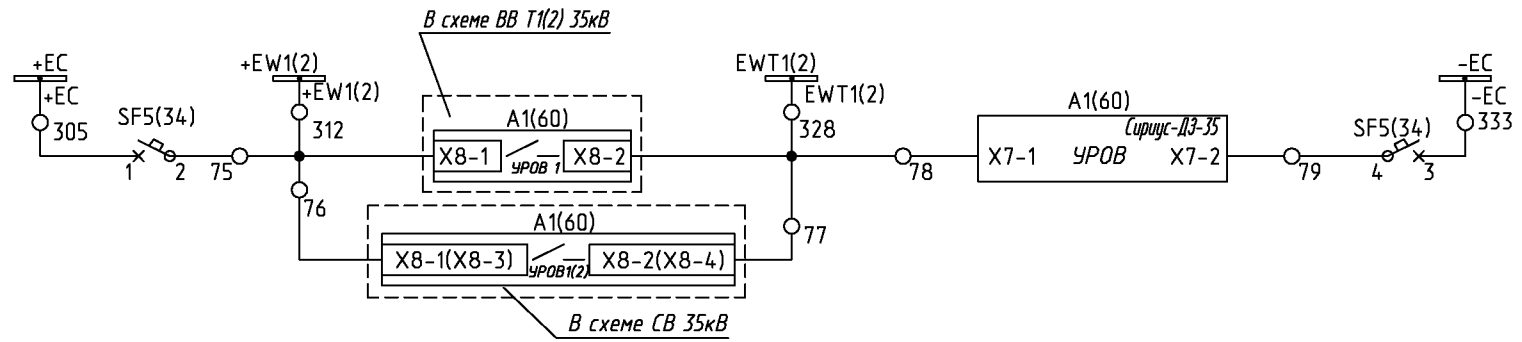 В схеме ВВ Т1(2) 35кВ
+EC
+EC
305
SF5(34)
1
2
75
+EW1(2)
+EW1(2)
312
76
A1(60)
X8-1
УРОВ 1
X8-2
A1(60)
X8-1(X8-3)
УРОВ1(2)
X8-2(X8-4)
В схеме СВ 35кВ
EWT1(2)
EWT1(2)
328
77
78
A1(60)
Сириус-ДЗ-35
X7-1
УРОВ
X7-2
79
SF5(34)
4
3
-EC
-EC
333